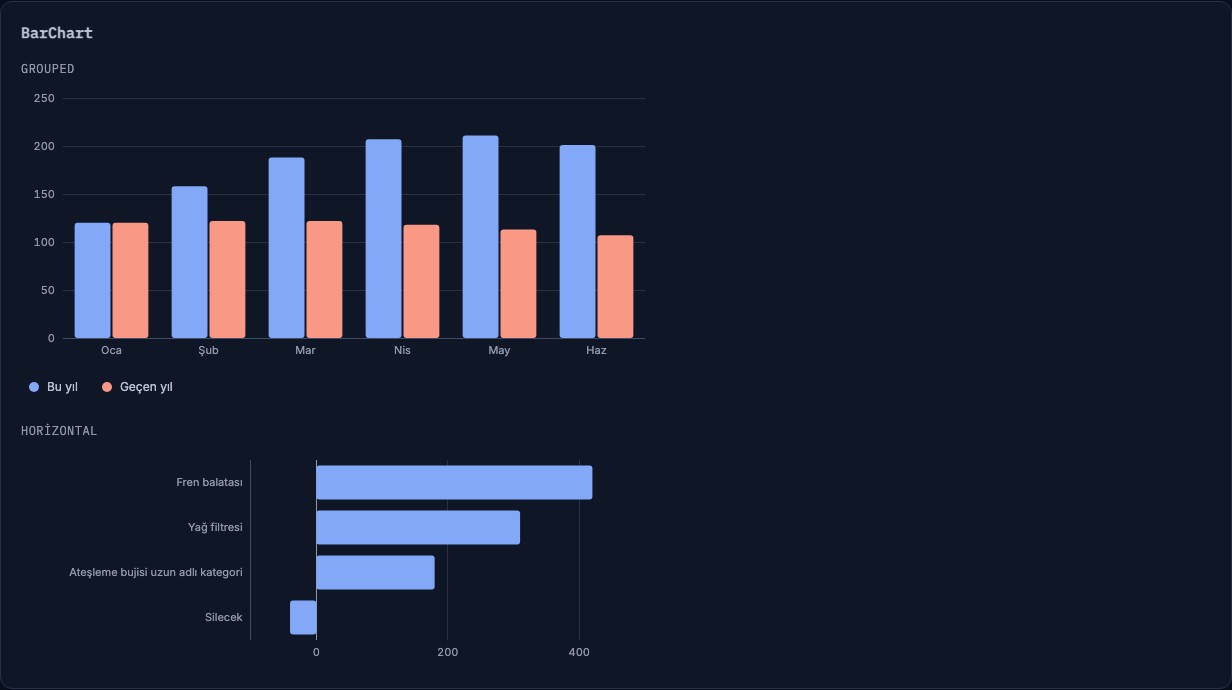 BarChart
GROUPED
250
200
150
100
50
0
Oca Şub Mar Nis May Haz
Bu yıl Geçen yıl
HORİZONTAL
Fren balatası
Yağ filtresi
Ateşleme bujisi uzun adlı kategori
Silecek
0 200 400